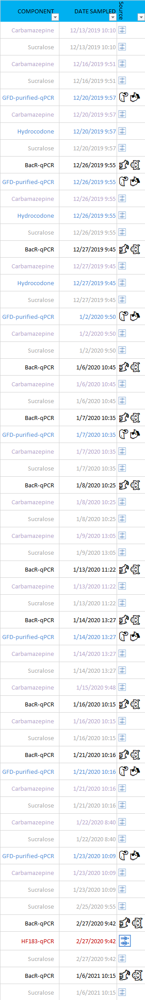 COMPONENT DATE SAMPLED Source
Carbamazepine 12/13/2019 10:10
Sucralose 12/13/2019 10:10
Carbamazepine 12/16/2019 9:51
Sucralose 12/16/2019 9:51
GFD-purified-qPCR 12/20/2019 9:57
Carbamazepine 12/20/2019 9:57
Hydrocodone 12/20/2019 9:57
Sucralose 12/20/2019 9:57
BacR-qPCR 12/26/2019 9:55
GFD-purified-qPCR 12/26/2019 9:55
Carbamazepine 12/26/2019 9:55
Hydrocodone 12/26/2019 9:55
Sucralose 12/26/2019 9:55
BacR-qPCR 12/27/2019 9:45
Carbamazepine 12/27/2019 9:45
Hydrocodone 12/27/2019 9:45
Sucralose 12/27/2019 9:45
GFD-purified-qPCR 1/2/2020 9:50
Carbamazepine 1/2/2020 9:50
Sucralose 1/2/2020 9:50
BacR-qPCR 1/6/2020 10:45
Carbamazepine 1/6/2020 10:45
Sucralose 1/6/2020 10:45
BacR-qPCR 1/7/2020 10:35
GFD-purified-qPCR 1/7/2020 10:35
Carbamazepine 1/7/2020 10:35
Sucralose 1/7/2020 10:35
BacR-qPCR 1/8/2020 10:25
Carbamazepine 1/8/2020 10:25
Sucralose 1/8/2020 10:25
Carbamazepine 1/9/2020 13:05
Sucralose 1/9/2020 13:05
BacR-qPCR 1/13/2020 11:22
Carbamazepine 1/13/2020 11:22
Sucralose 1/13/2020 11:22
BacR-qPCR 1/14/2020 13:27
GFD-purified-qPCR 1/14/2020 13:27
Carbamazepine 1/14/2020 13:27
Sucralose 1/14/2020 13:27
Carbamazepine 1/15/2020 9:48
BacR-qPCR 1/16/2020 10:15
Carbamazepine 1/16/2020 10:15
Sucralose 1/16/2020 10:15
BacR-qPCR 1/21/2020 10:16
GFD-purified-qPCR 1/21/2020 10:16
Carbamazepine 1/21/2020 10:16
Sucralose 1/21/2020 10:16
Carbamazepine 1/22/2020 8:40
Sucralose 1/22/2020 8:40
GFD-purified-qPCR 1/23/2020 10:09
Carbamazepine 1/23/2020 10:09
Sucralose 1/23/2020 10:09
Sucralose 2/25/2020 9:55
BacR-qPCR 2/27/2020 9:42
HF183-qPCR 2/27/2020 9:42
Sucralose 2/27/2020 9:42
BacR-qPCR 1/6/2021 10:15
Sucralose 1/6/2021 10:15